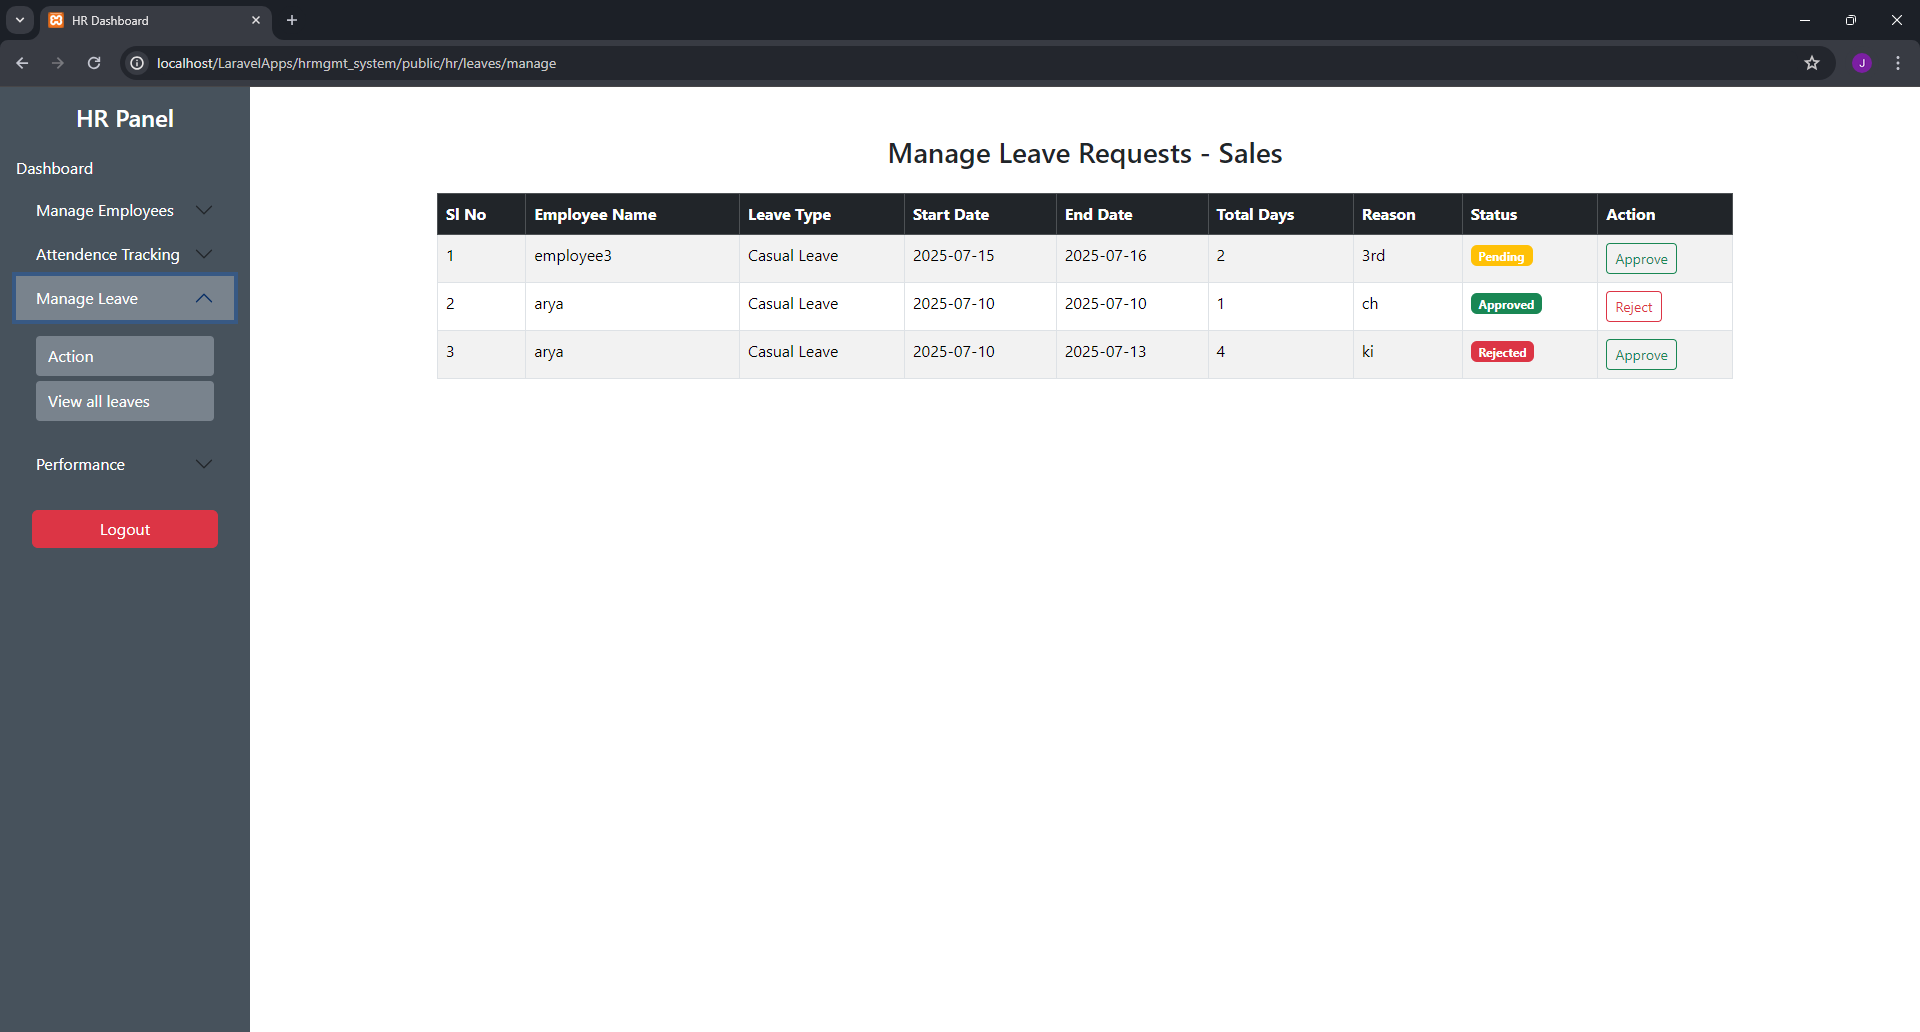 HR Dashboard
localhost/LaravelApps/hrmgmt_system/public/hr/leaves/manage
J
HR Panel
Dashboard
Manage Employees
Attendence Tracking
Manage Leave
Action
View all leaves
Performance
Logout
Manage Leave Requests - Sales
Sl No Employee Name Leave Type Start Date End Date Total Days Reason Status Action
1 employee3 Casual Leave 2025-07-15 2025-07-16 2 3rd Pending Approve
2 arya Casual Leave 2025-07-10 2025-07-10 1 ch Approved Reject
3 arya Casual Leave 2025-07-10 2025-07-13 4 ki Rejected Approve